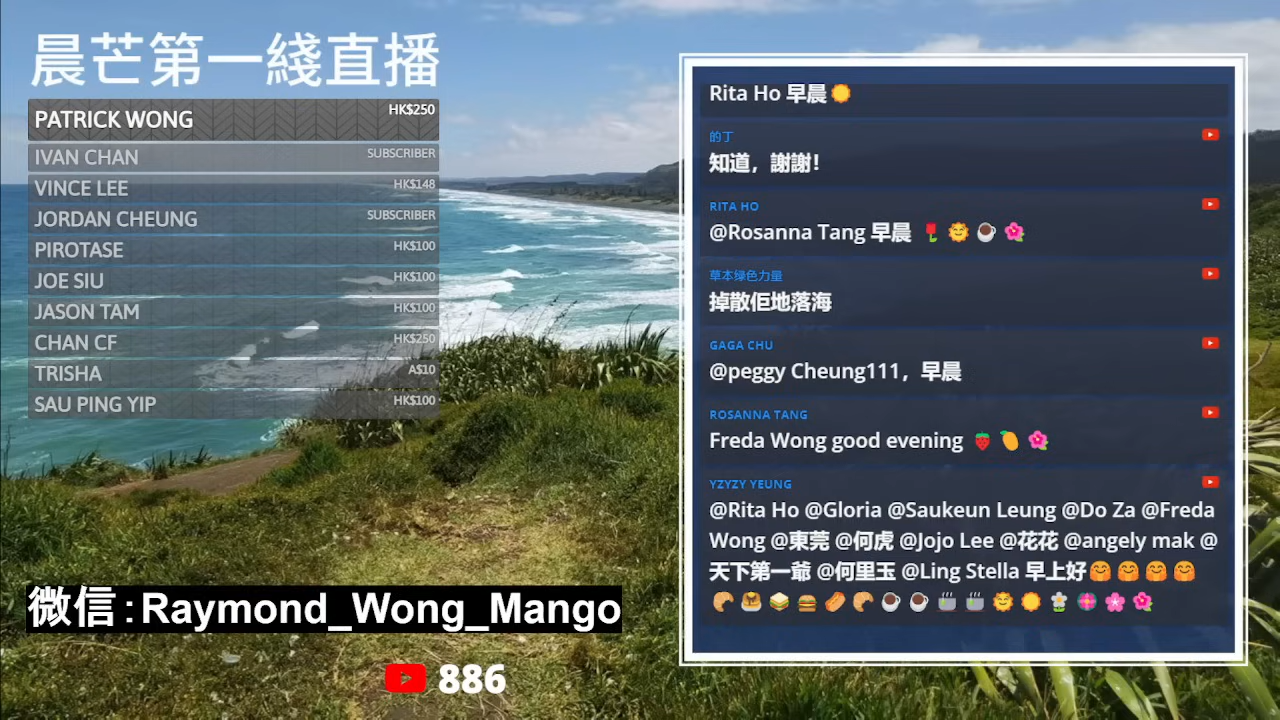 晨芒第一綫直播
PATRICK WONG HK$250
IVAN CHAN SUBSCRIBER
VINCE LEE HK$148
JORDAN CHEUNG SUBSCRIBER
PIROTASE HK$100
JOE SIU HK$100
JASON TAM HK$100
CHAN CF HK$250
TRISHA A$10
SAU PING YIP HK$100
微信:Raymond_Wong_Mango
886
Rita Ho 早晨🌞
的丁
知道，謝謝！
RITA HO
@Rosanna Tang 早晨 🌹 🌞 ☕ 🌺
草本绿色力量
掉散佢地落海
GAGA CHU
@peggy Cheung111，早晨
ROSANNA TANG
Freda Wong good evening 🍓 🥭 🌺
YZYZY YEUNG
@Rita Ho @Gloria @Saukeun Leung @Do Za @Freda
Wong @東莞 @何虎 @Jojo Lee @花花 @angely mak @
天下第一爺 @何里玉 @Ling Stella 早上好🤗 🤗 🤗 🤗